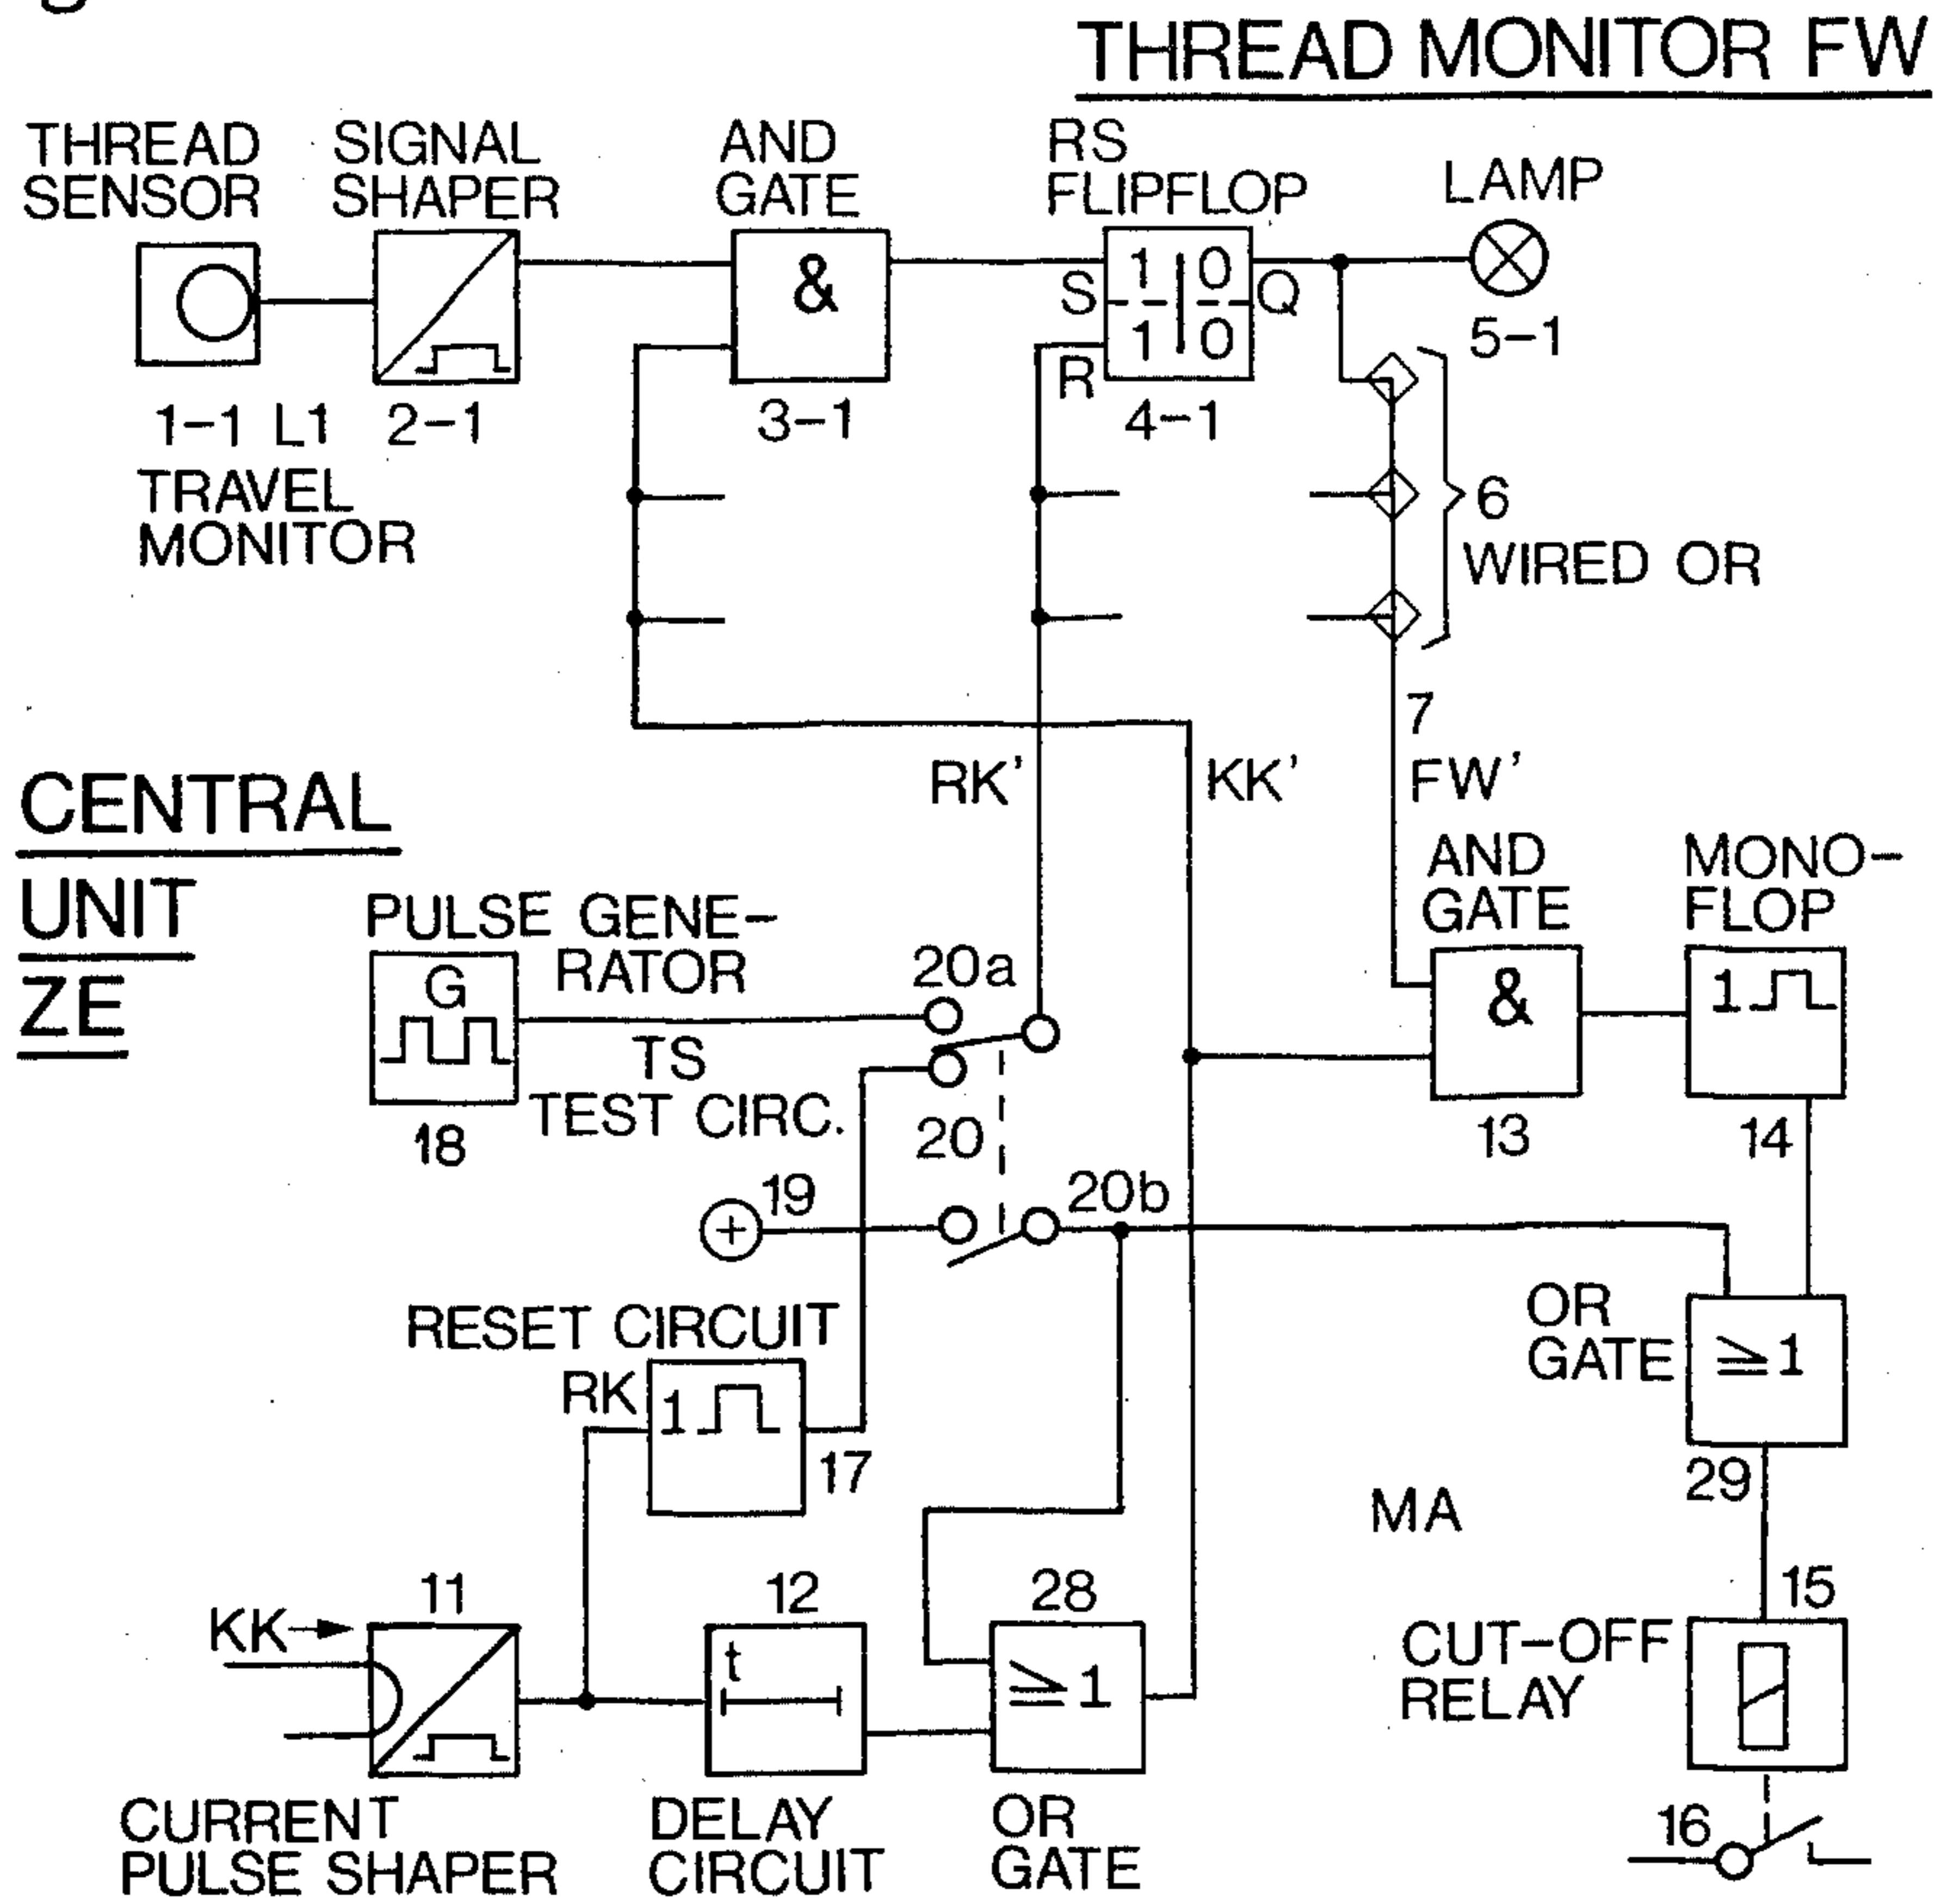 THREAD MONITOR FW
THREAD
SENSOR
SIGNAL
SHAPER
AND
GATE
RS
FLIPFLOP
LAMP
&
S
1 0
1 0
Q
R
5-1
1-1 L1
2-1
3-1
4-1
TRAVEL
MONITOR
6
WIRED OR
7
RK'
KK'
FW'
CENTRAL
UNIT
ZE
AND
GATE
MONO-
FLOP
PULSE GENE-
RATOR
G
20a
&
1
TS
TEST CIRC.
18
20
13
14
19
+
20b
RESET CIRCUIT
RK
1
17
OR
GATE
≥1
29
MA
KK
11
12
28
15
t
≥1
CUT-OFF
RELAY
16
CURRENT
PULSE SHAPER
DELAY
CIRCUIT
OR
GATE